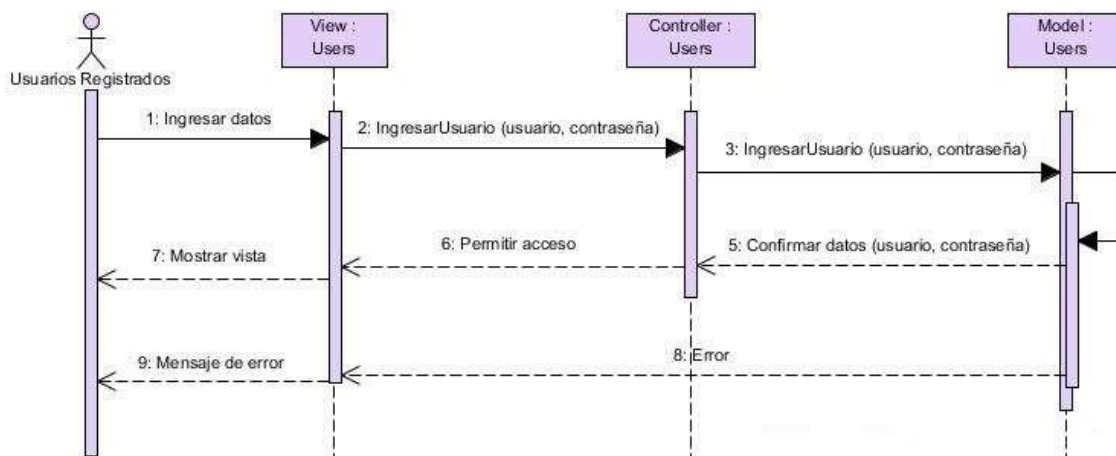 View :
Users
Controller :
Users
Model :
Users
Usuarios Registrados
1: Ingresar datos
2: IngresarUsuario (usuario, contraseña)
3: IngresarUsuario (usuario, contraseña)
5: Confirmar datos (usuario, contraseña)
6: Permitir acceso
7: Mostrar vista
8: Error
9: Mensaje de error